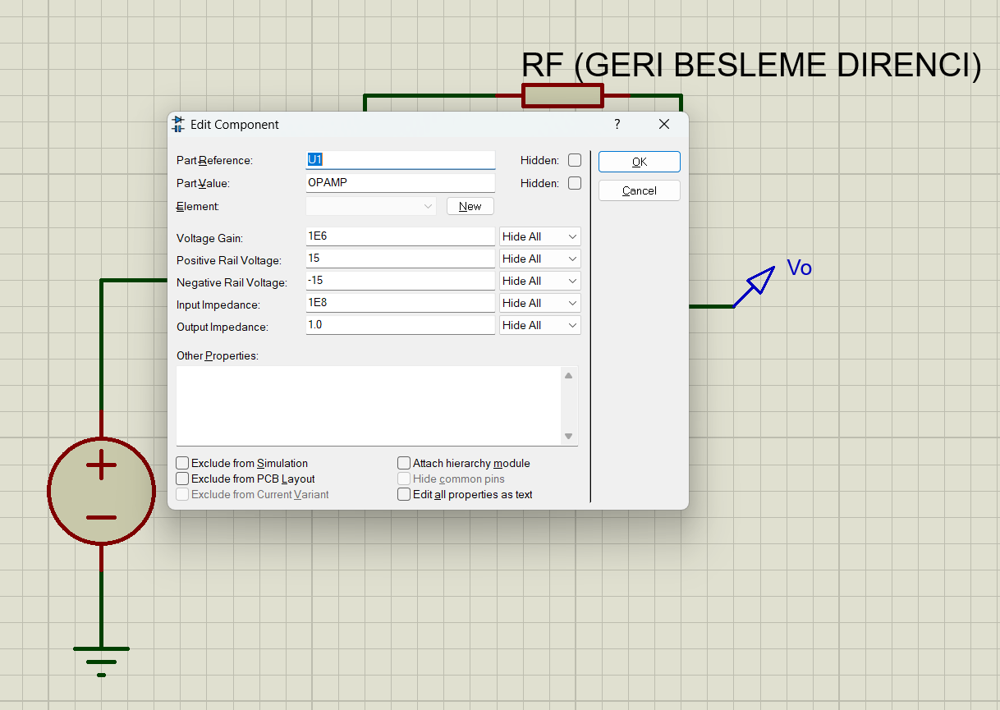 RF (GERI BESLEME DIRENCI)
Edit Component
?
Part Reference: U1 Hidden: OK
Part Value: OPAMP Hidden:
Cancel
Element: New
Voltage Gain: 1E6 Hide All
Positive Rail Voltage: 15 Hide All
Negative Rail Voltage: -15 Hide All
Input Impedance: 1E8 Hide All
Output Impedance: 1.0 Hide All
Vo
Other Properties:
Exclude from Simulation Attach hierarchy module
Exclude from PCB Layout Hide common pins
Exclude from Current Variant Edit all properties as text